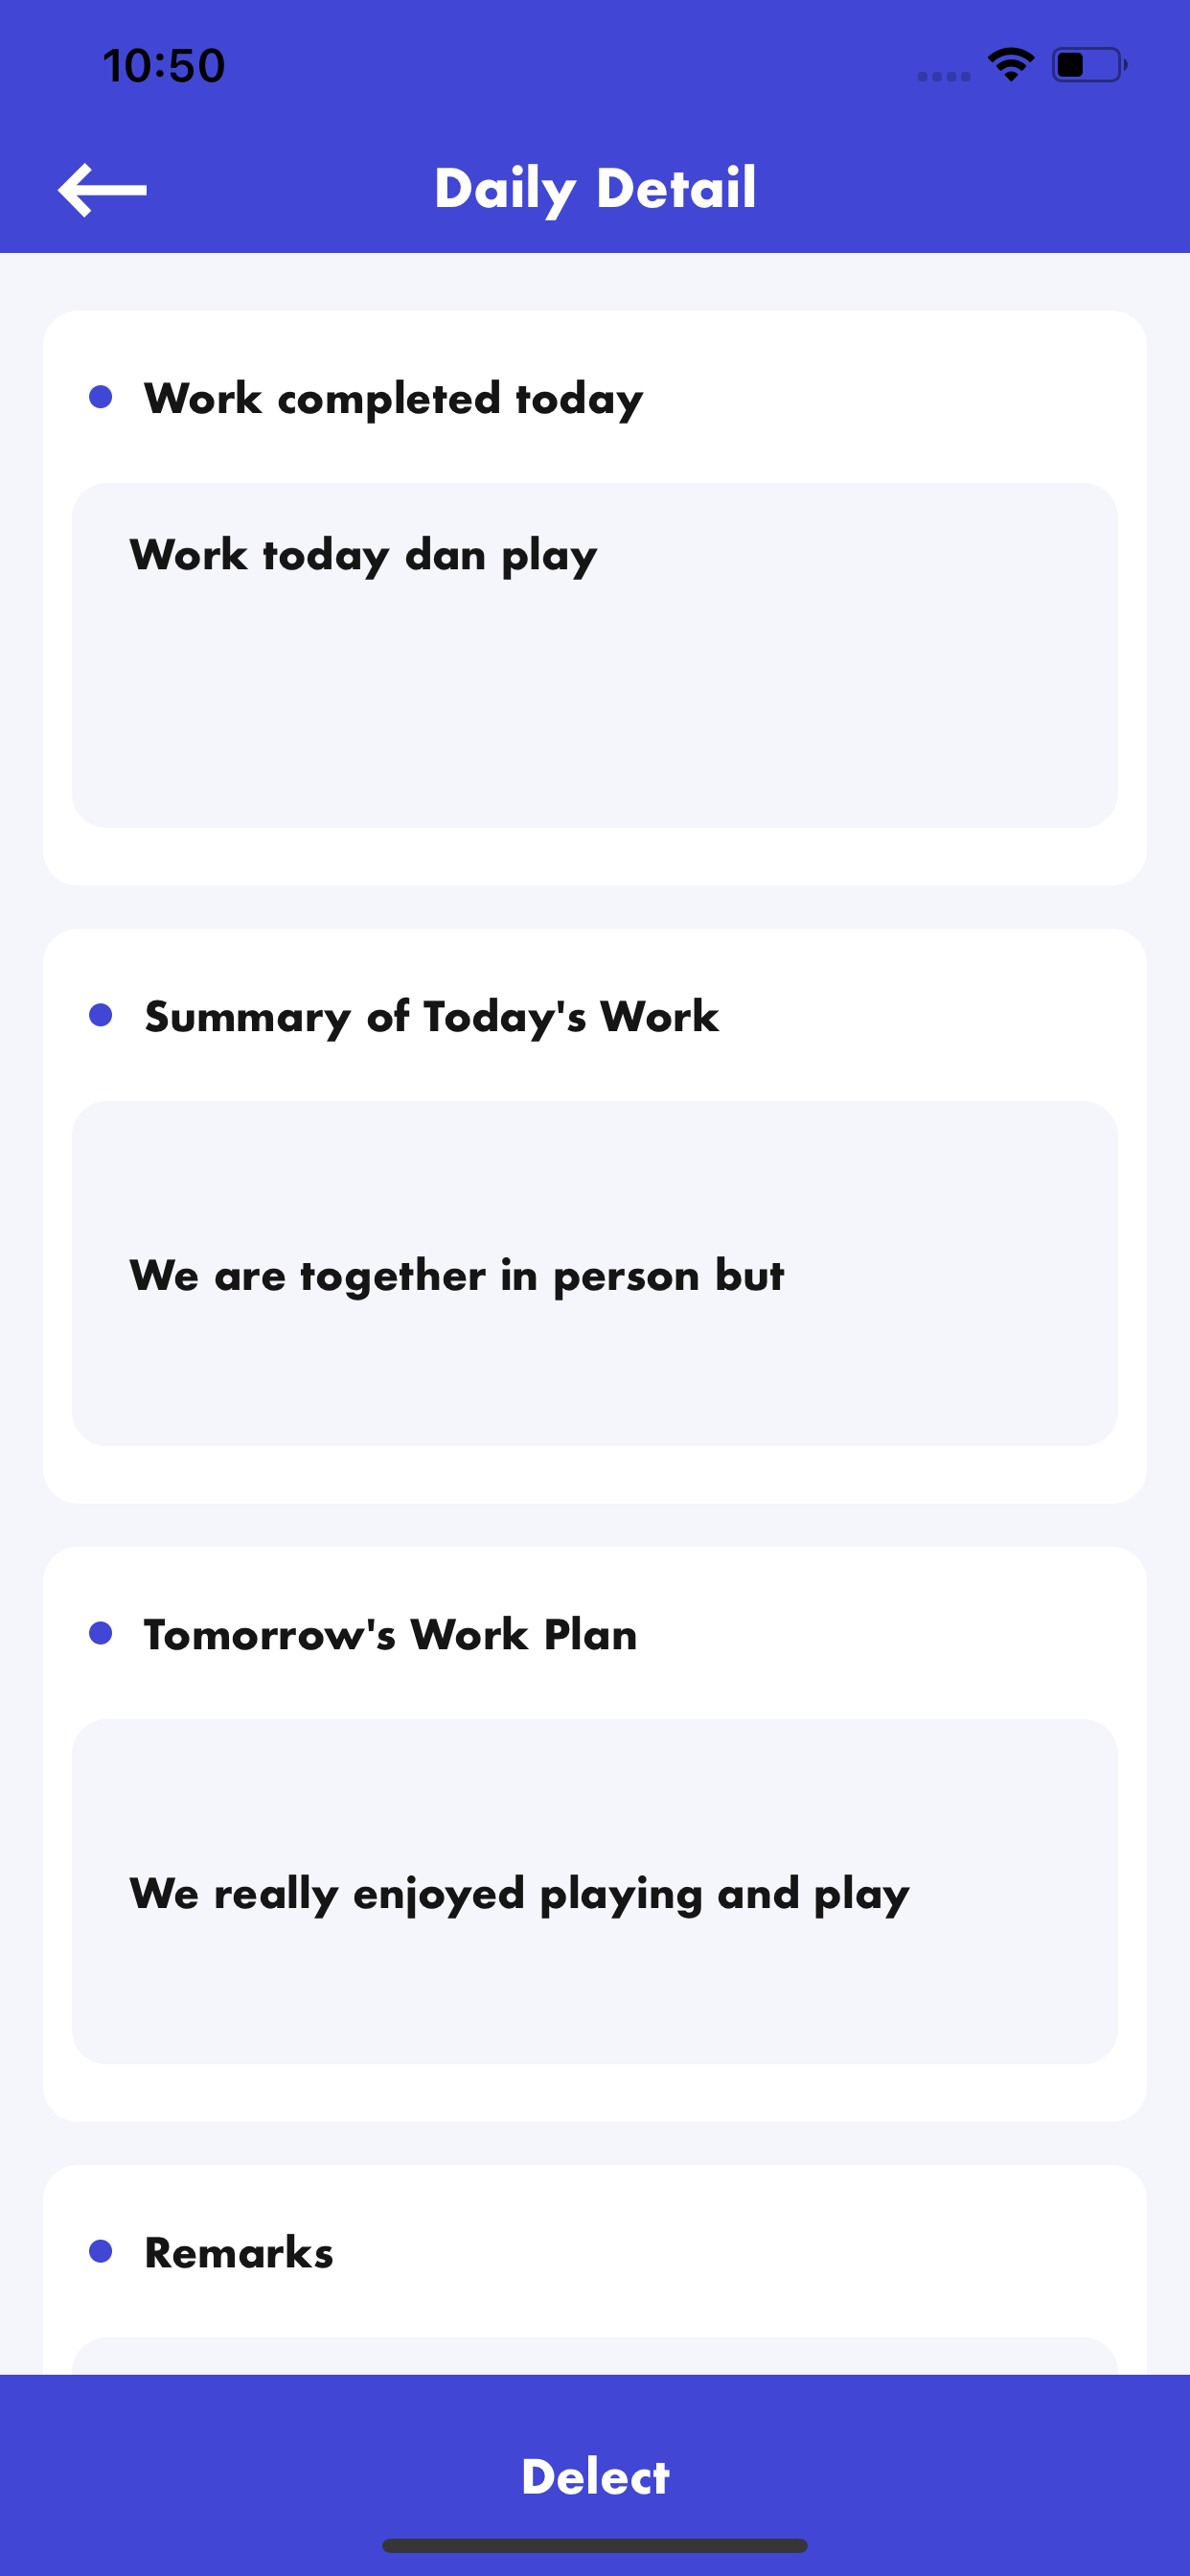 10:50
Daily Detail
Work completed today
Work today dan play
Summary of Today's Work
We are together in person but
Tomorrow's Work Plan
We really enjoyed playing and play
Remarks
Delect